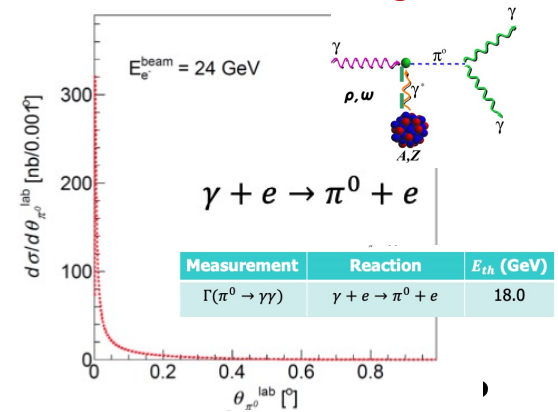 E_e-^beam = 24 GeV
γ
π°
γ
ρ, ω
γ*
γ
A,Z
dσ/dθ_π⁰^lab [nb/0.001°]
300
200
100
0
γ + e → π⁰ + e
Measurement Reaction E_th (GeV)
Γ(π⁰ → γγ) γ + e → π⁰ + e 18.0
0 0.2 0.4 0.6 0.8
θ_π⁰^lab [°]